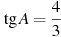 tgA = 4/3